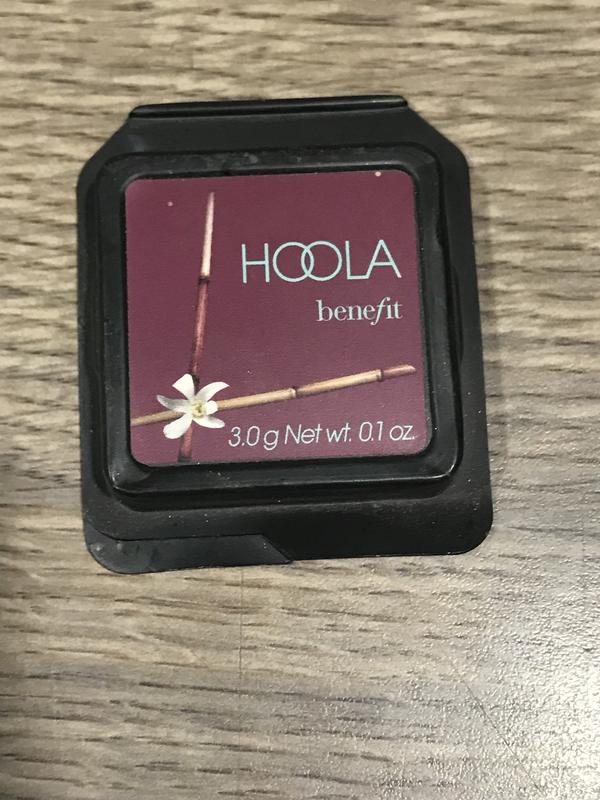 HOOLA
benefit
3.0 g Net wt. 0.1 oz.